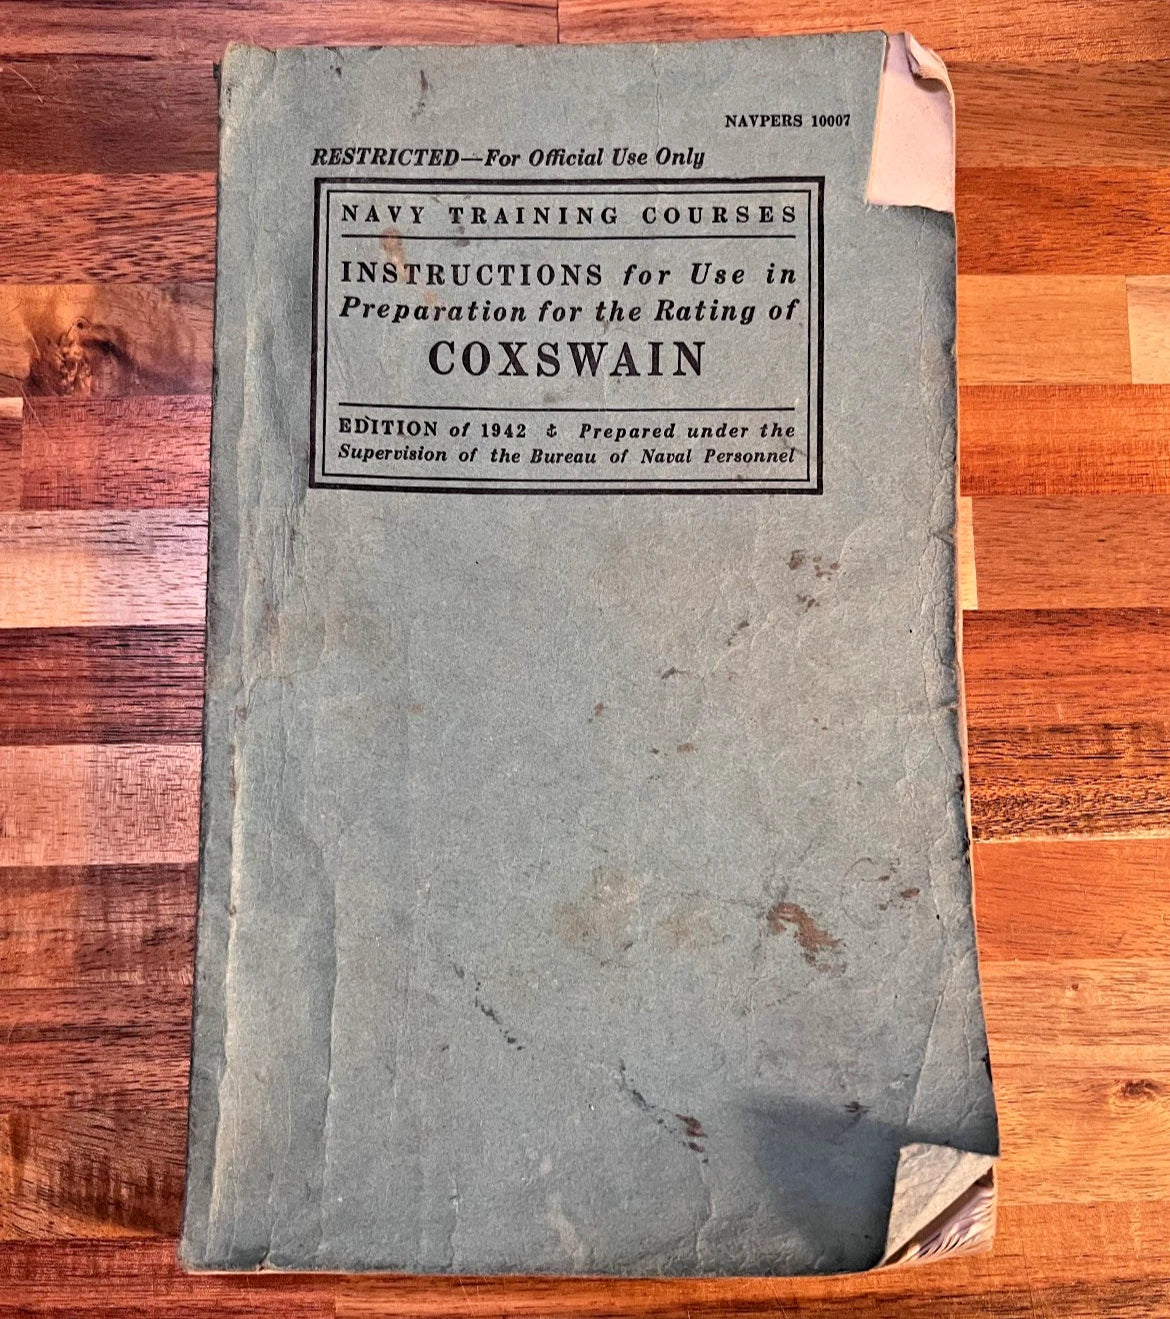 NAVPERS 10007
RESTRICTED—For Official Use Only
NAVY TRAINING COURSES
INSTRUCTIONS for Use in
Preparation for the Rating of
COXSWAIN
EDITION of 1942 ⚓ Prepared under the
Supervision of the Bureau of Naval Personnel